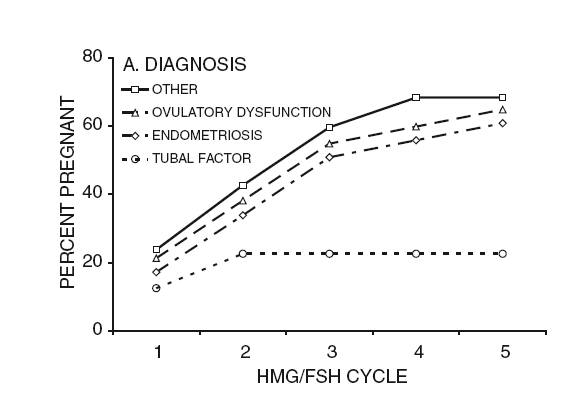 80
A. DIAGNOSIS
OTHER
OVULATORY DYSFUNCTION
ENDOMETRIOSIS
TUBAL FACTOR
60
40
20
0
PERCENT PREGNANT
1 2 3 4 5
HMG/FSH CYCLE